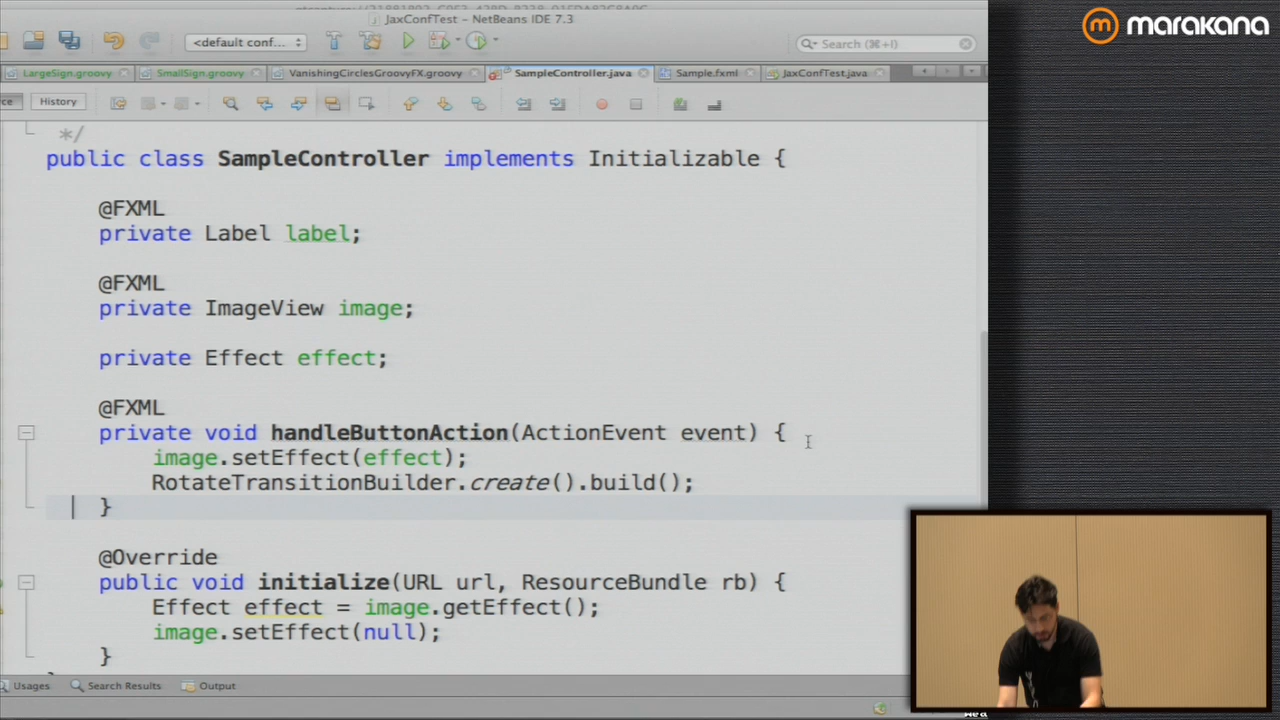 JaxConfTest – NetBeans IDE 7.3
marakana
<default conf...
Search (⌘+I)
LargeSign.groovy
SmallSign.groovy
VanishingCirclesGroovyFX.groovy
SampleController.java
Sample.fxml
JaxConfTest.java
ce
History
*/
public class SampleController implements Initializable {
@FXML
private Label label;
@FXML
private ImageView image;
private Effect effect;
@FXML
private void handleButtonAction(ActionEvent event) {
image.setEffect(effect);
RotateTransitionBuilder.create().build();
}
@Override
public void initialize(URL url, ResourceBundle rb) {
Effect effect = image.getEffect();
image.setEffect(null);
}
Usages
Search Results
Output